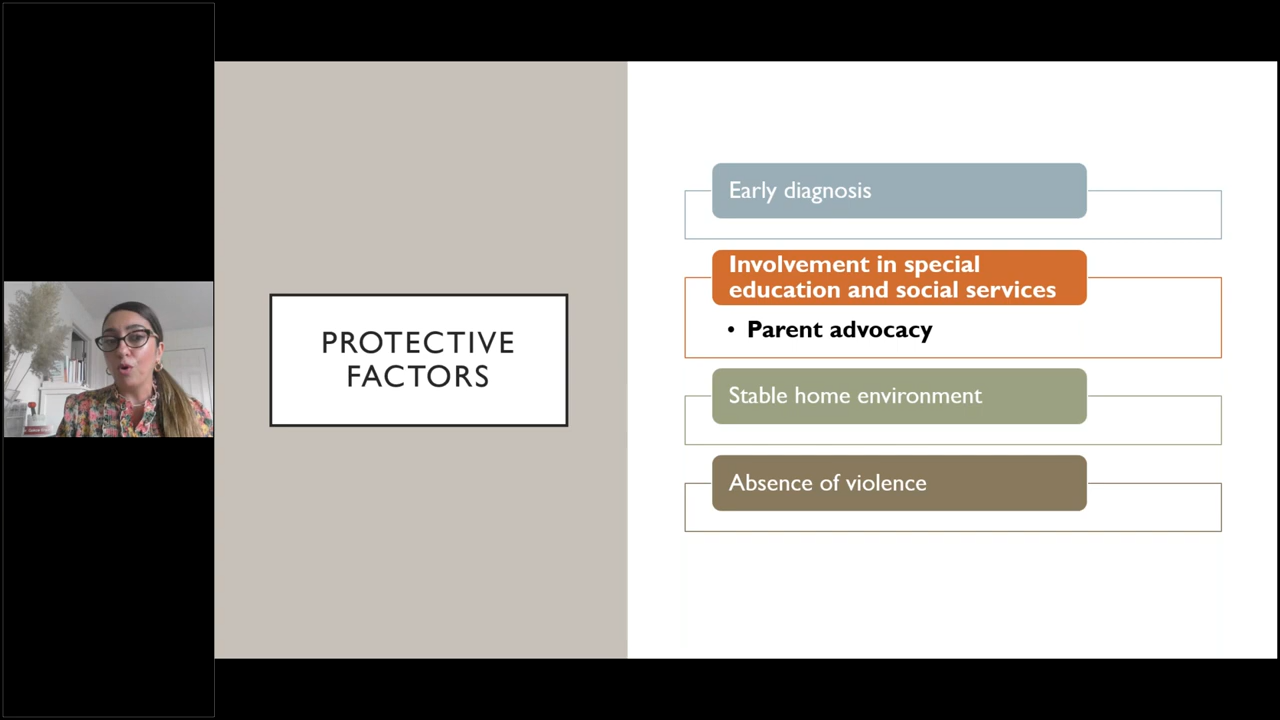 PROTECTIVE
FACTORS
Early diagnosis
Involvement in special
education and social services
• Parent advocacy
Stable home environment
Absence of violence